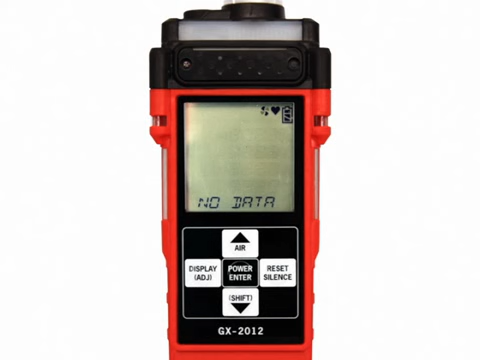 NO DATA
AIR
DISPLAY
(ADJ)
POWER
ENTER
RESET
SILENCE
(SHIFT)
GX-2012